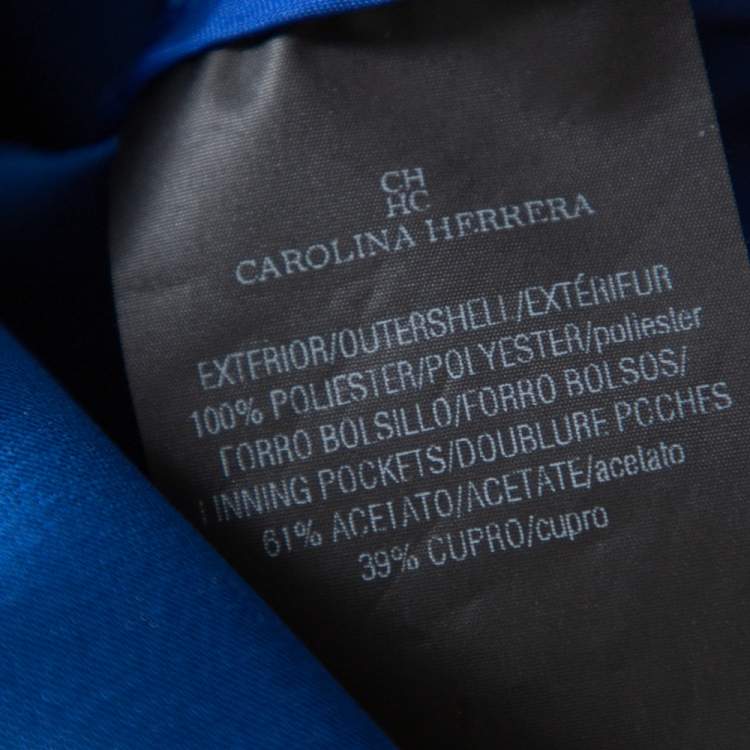 CH
HC
CAROLINA HERRERA
EXTERIOR/OUTERSHELL/EXTÉRIEUR
100% POLIESTER/POLYESTER/poliester
FORRO BOLSILLO/FORRO BOLSOS/
LINNING POCKETS/DOUBLURE POCHES
61% ACETATO/ACETATE/acetato
39% CUPRO/cupro